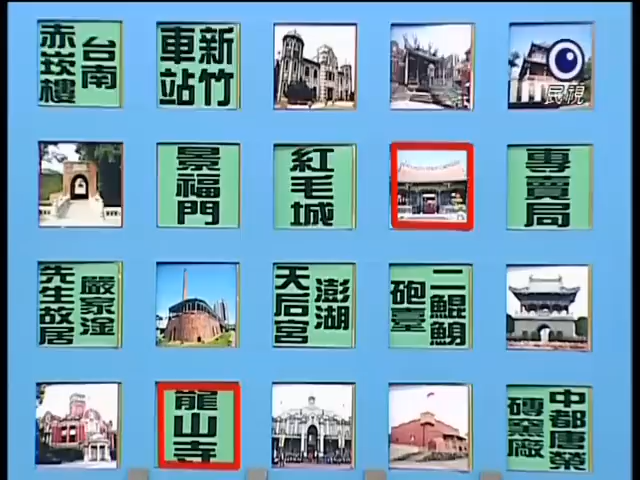 台南
赤崁樓
新竹
車站
民視
景福門
紅毛城
專賣局
嚴家淦
先生故居
澎湖
天后宮
二鯤鯓
砲臺
龍山寺
中都唐榮
磚窯廠